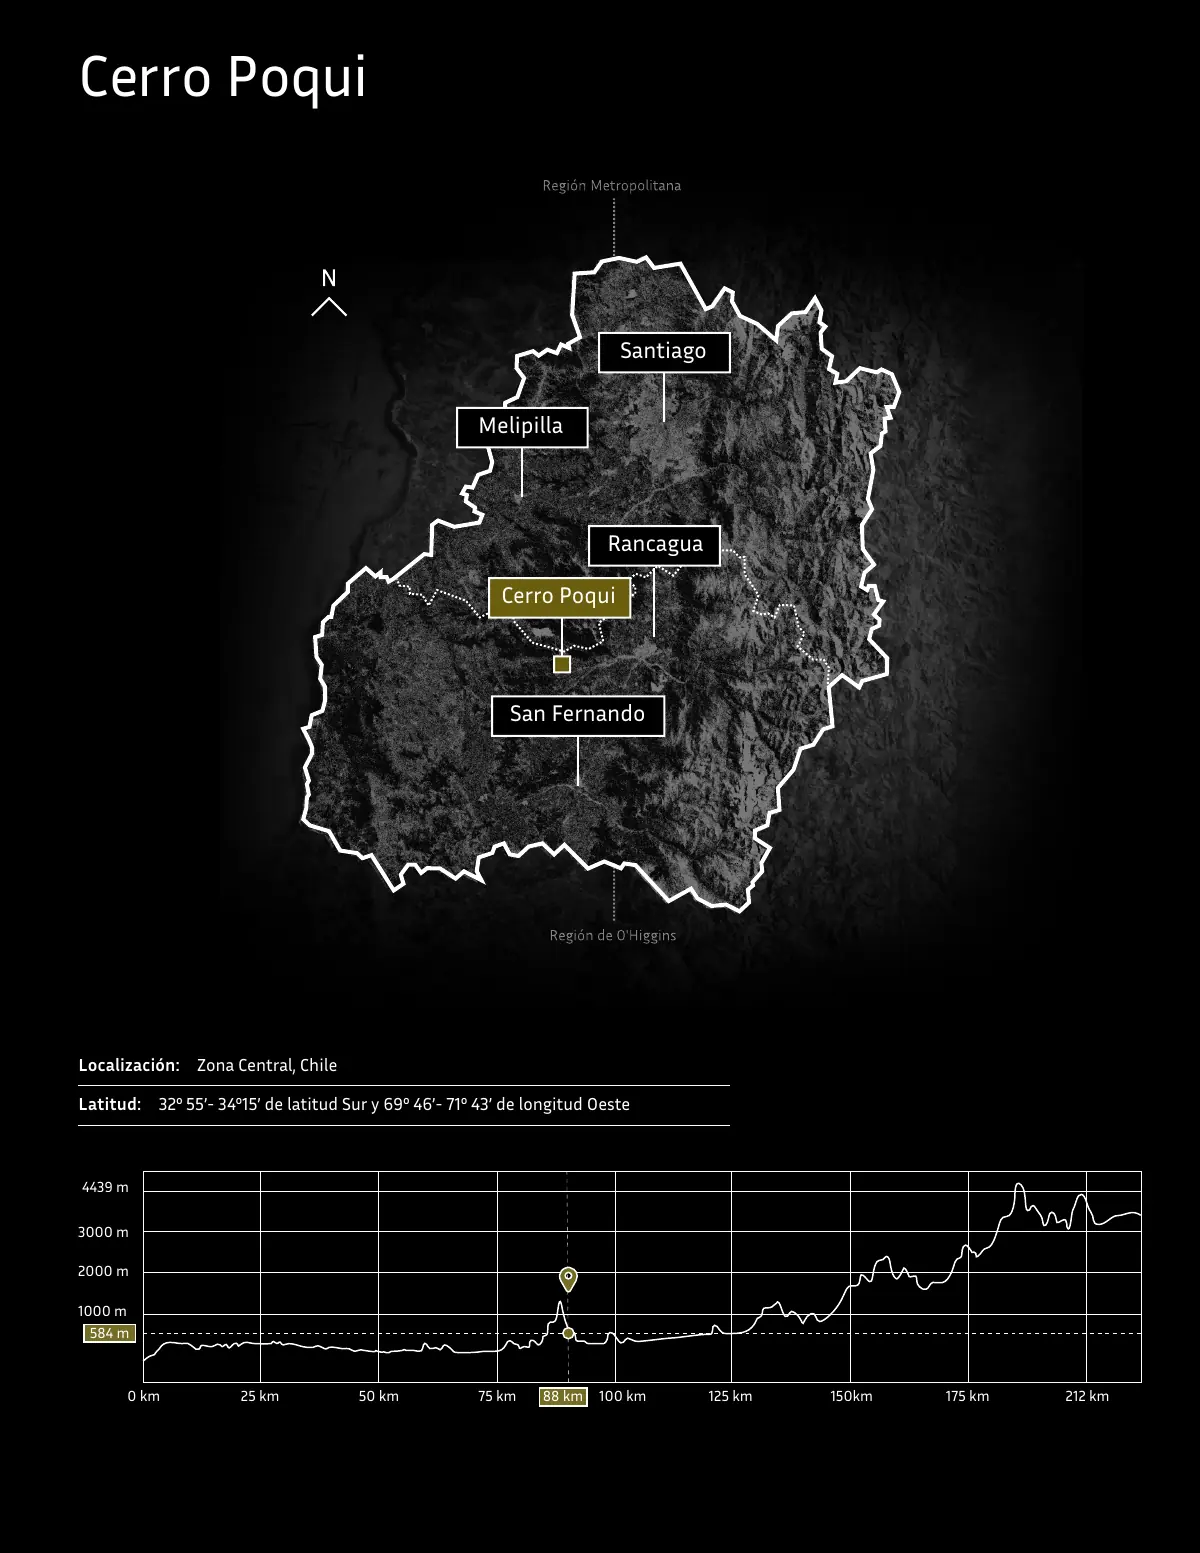 Cerro Poqui
Región Metropolitana
N
Santiago
Melipilla
Rancagua
Cerro Poqui
San Fernando
Región de O'Higgins
Localización: Zona Central, Chile
Latitud: 32º 55’- 34º15’ de latitud Sur y 69º 46’- 71º 43’ de longitud Oeste
4439 m
3000 m
2000 m
1000 m
584 m
0 km 25 km 50 km 75 km 88 km 100 km 125 km 150km 175 km 212 km